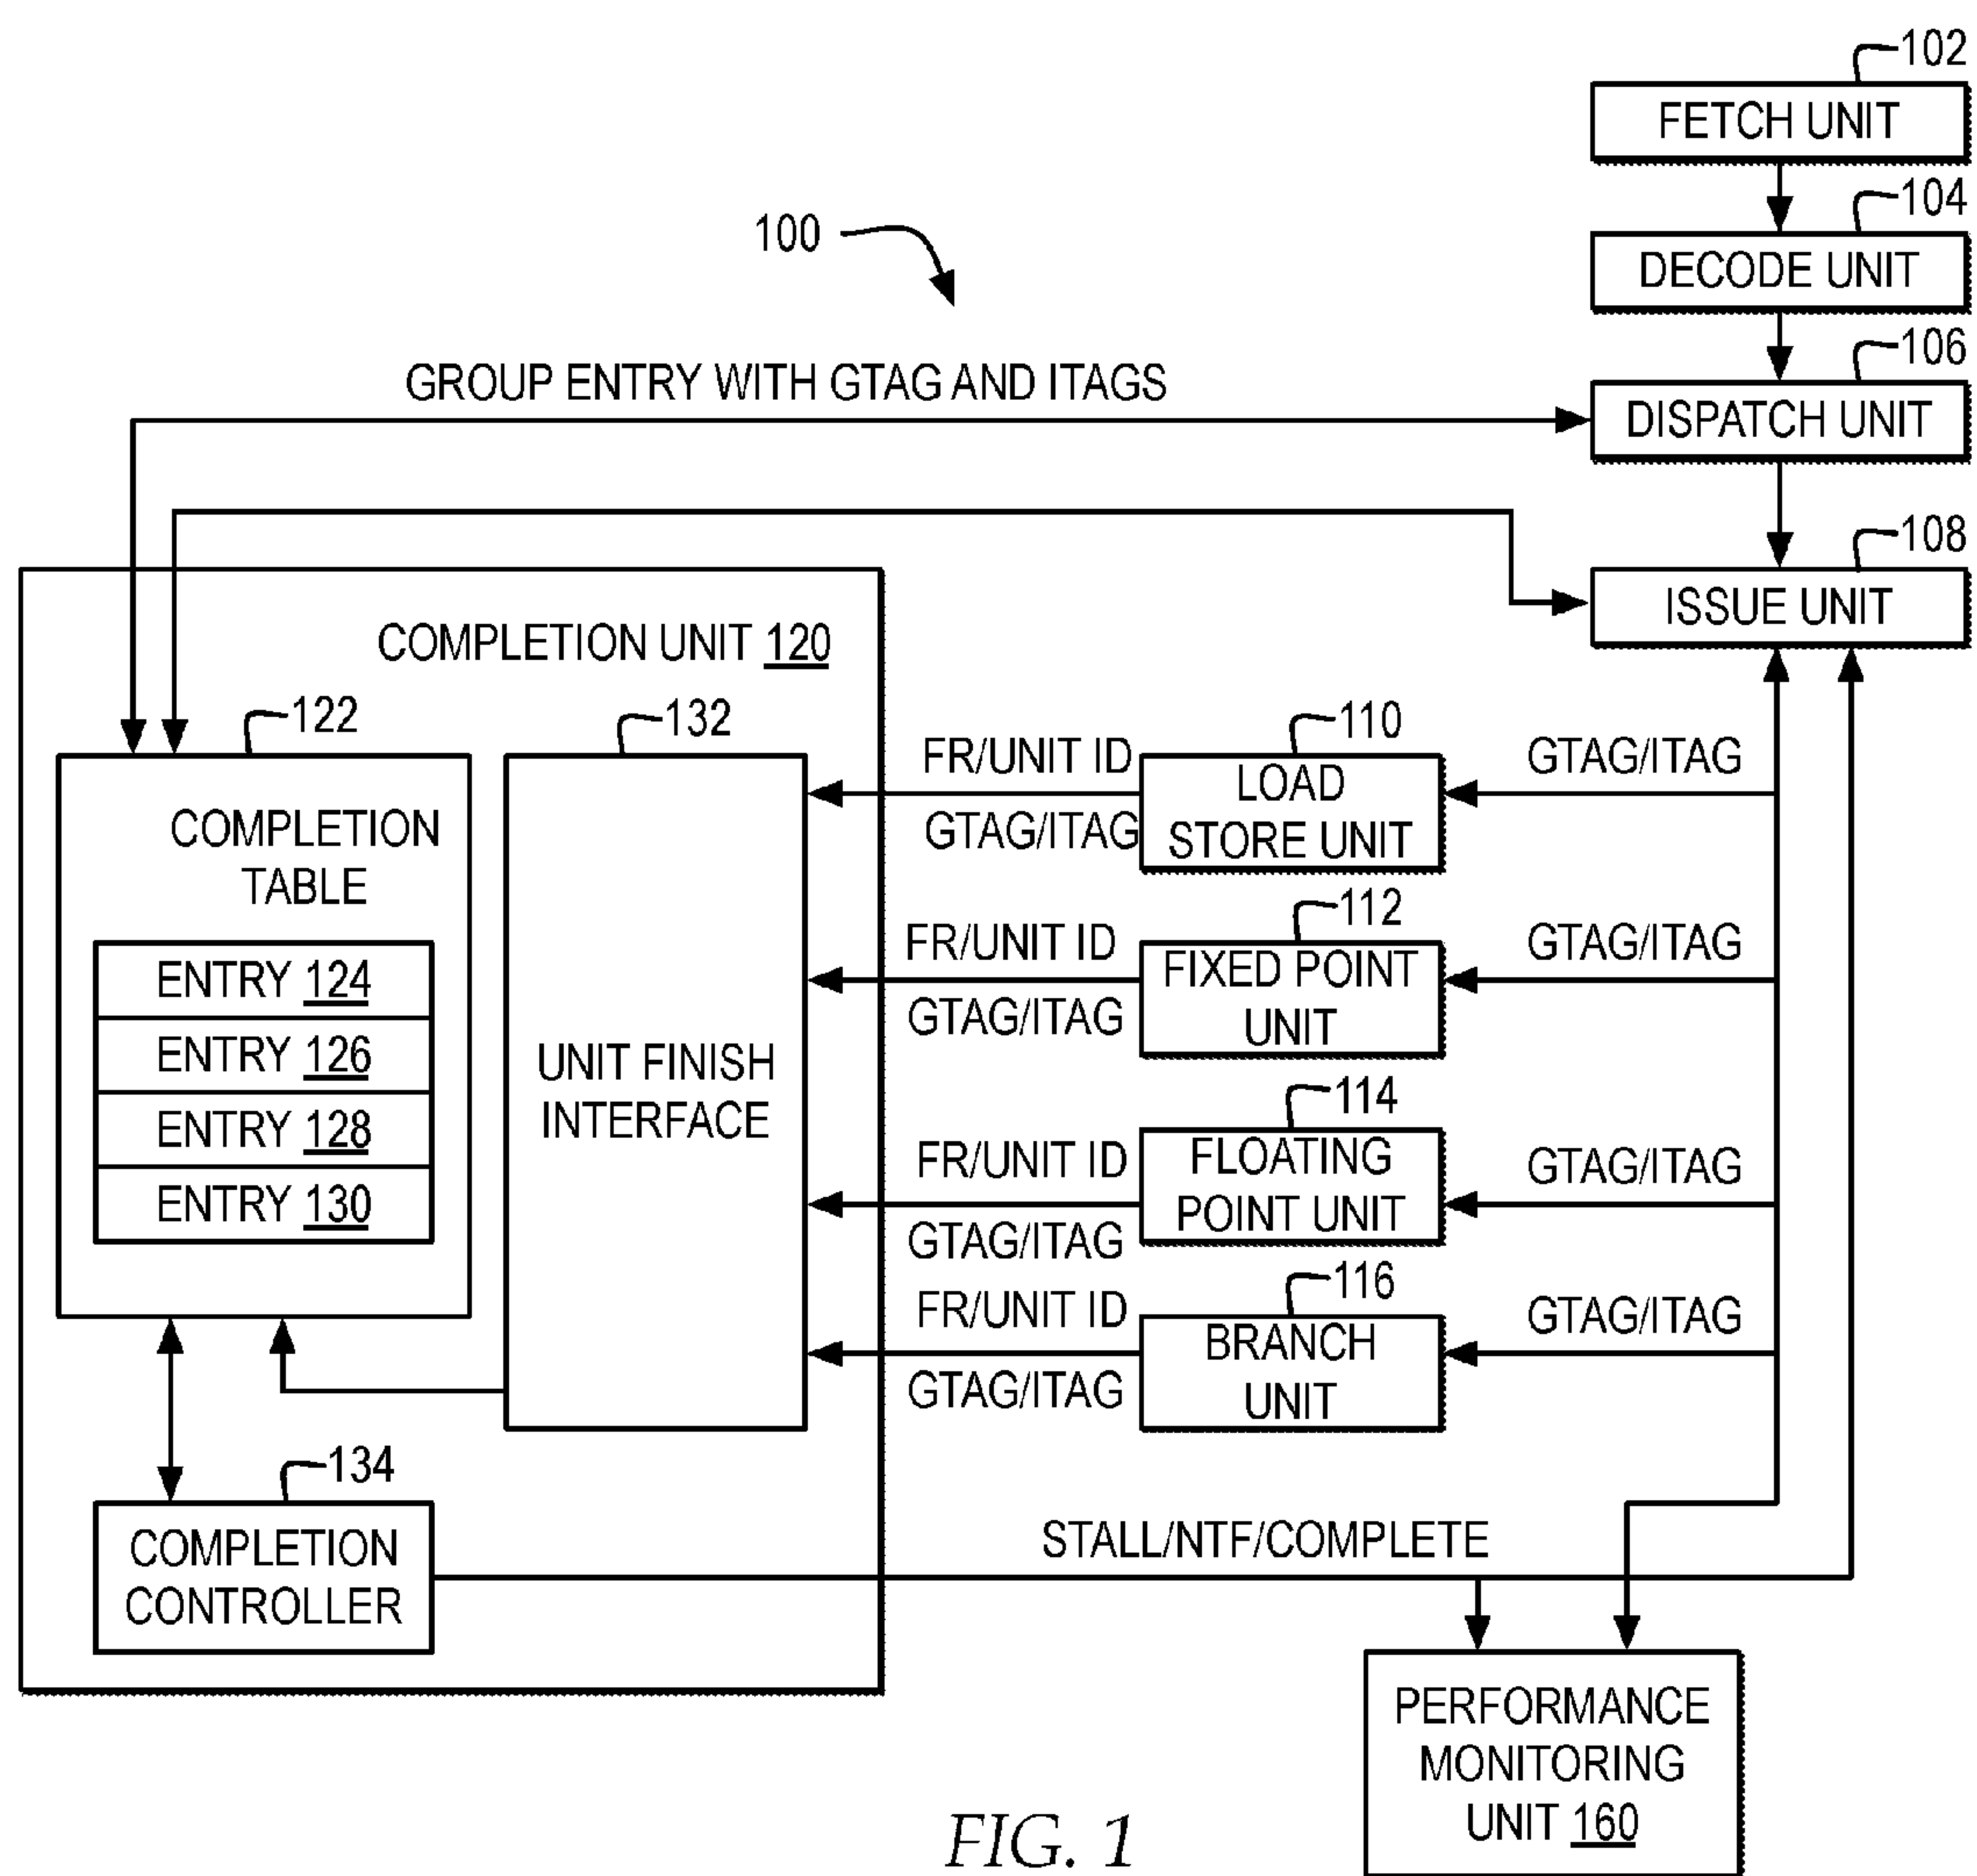 102
FETCH UNIT
104
DECODE UNIT
100
106
GROUP ENTRY WITH GTAG AND ITAGS
DISPATCH UNIT
108
ISSUE UNIT
COMPLETION UNIT 120
122
COMPLETION
TABLE
ENTRY 124
ENTRY 126
ENTRY 128
ENTRY 130
132
UNIT FINISH
INTERFACE
FR/UNIT ID
GTAG/ITAG
110
LOAD
STORE UNIT
GTAG/ITAG
FR/UNIT ID
GTAG/ITAG
112
FIXED POINT
UNIT
GTAG/ITAG
FR/UNIT ID
GTAG/ITAG
114
FLOATING
POINT UNIT
GTAG/ITAG
FR/UNIT ID
GTAG/ITAG
116
BRANCH
UNIT
GTAG/ITAG
134
COMPLETION
CONTROLLER
STALL/NTF/COMPLETE
PERFORMANCE
MONITORING
UNIT 160
FIG. 1